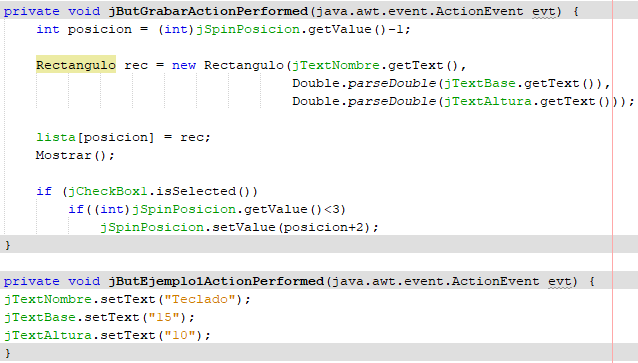 private void jButGrabarActionPerformed(java.awt.event.ActionEvent evt) {
    int posicion = (int)jSpinPosicion.getValue()-1;

    Rectangulo rec = new Rectangulo(jTextNombre.getText(),
                                    Double.parseDouble(jTextBase.getText()),
                                    Double.parseDouble(jTextAltura.getText()));

    lista[posicion] = rec;
    Mostrar();

    if (jCheckBox1.isSelected())
        if((int)jSpinPosicion.getValue()<3)
            jSpinPosicion.setValue(posicion+2);
}

private void jButEjemplo1ActionPerformed(java.awt.event.ActionEvent evt) {
jTextNombre.setText("Teclado");
jTextBase.setText("15");
jTextAltura.setText("10");
}